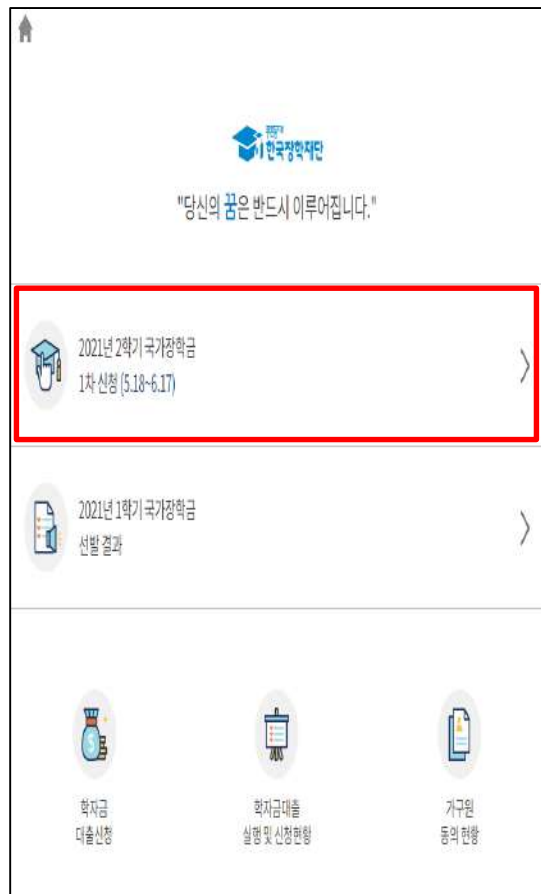 한국장학재단
"당신의 꿈은 반드시 이루어집니다."
2021년 2학기 국가장학금
1차 신청 (5.18~6.17)
2021년 1학기 국가장학금
선발 결과
학자금
대출신청
학자금대출
실행 및 신청현황
가구원
동의 현황